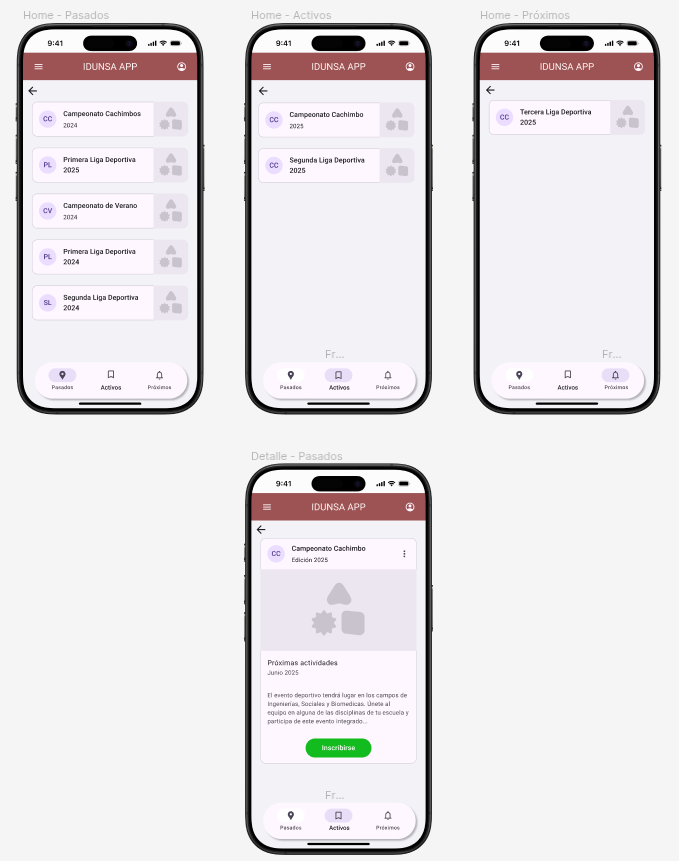 Home - Pasados
9:41
IDUNSA APP
CC
Campeonato Cachimbos
2024
PL
Primera Liga Deportiva
2025
CV
Campeonato de Verano
2024
PL
Primera Liga Deportiva
2024
SL
Segunda Liga Deportiva
2024
Pasados
Activos
Próximos
Home - Activos
9:41
IDUNSA APP
CC
Campeonato Cachimbo
2025
CC
Segunda Liga Deportiva
2025
Fr...
Pasados
Activos
Próximos
Home - Próximos
9:41
IDUNSA APP
CC
Tercera Liga Deportiva
2025
Fr...
Pasados
Activos
Próximos
Detalle - Pasados
9:41
IDUNSA APP
CC
Campeonato Cachimbo
Edición 2025
Próximas actividades
Junio 2025
El evento deportivo tendrá lugar en los campos de
Ingenierías, Sociales y Biomedicas. Únete al
equipo en alguna de las disciplinas de tu escuela y
participa de este evento integrado...
Inscribirse
Fr...
Pasados
Activos
Próximos